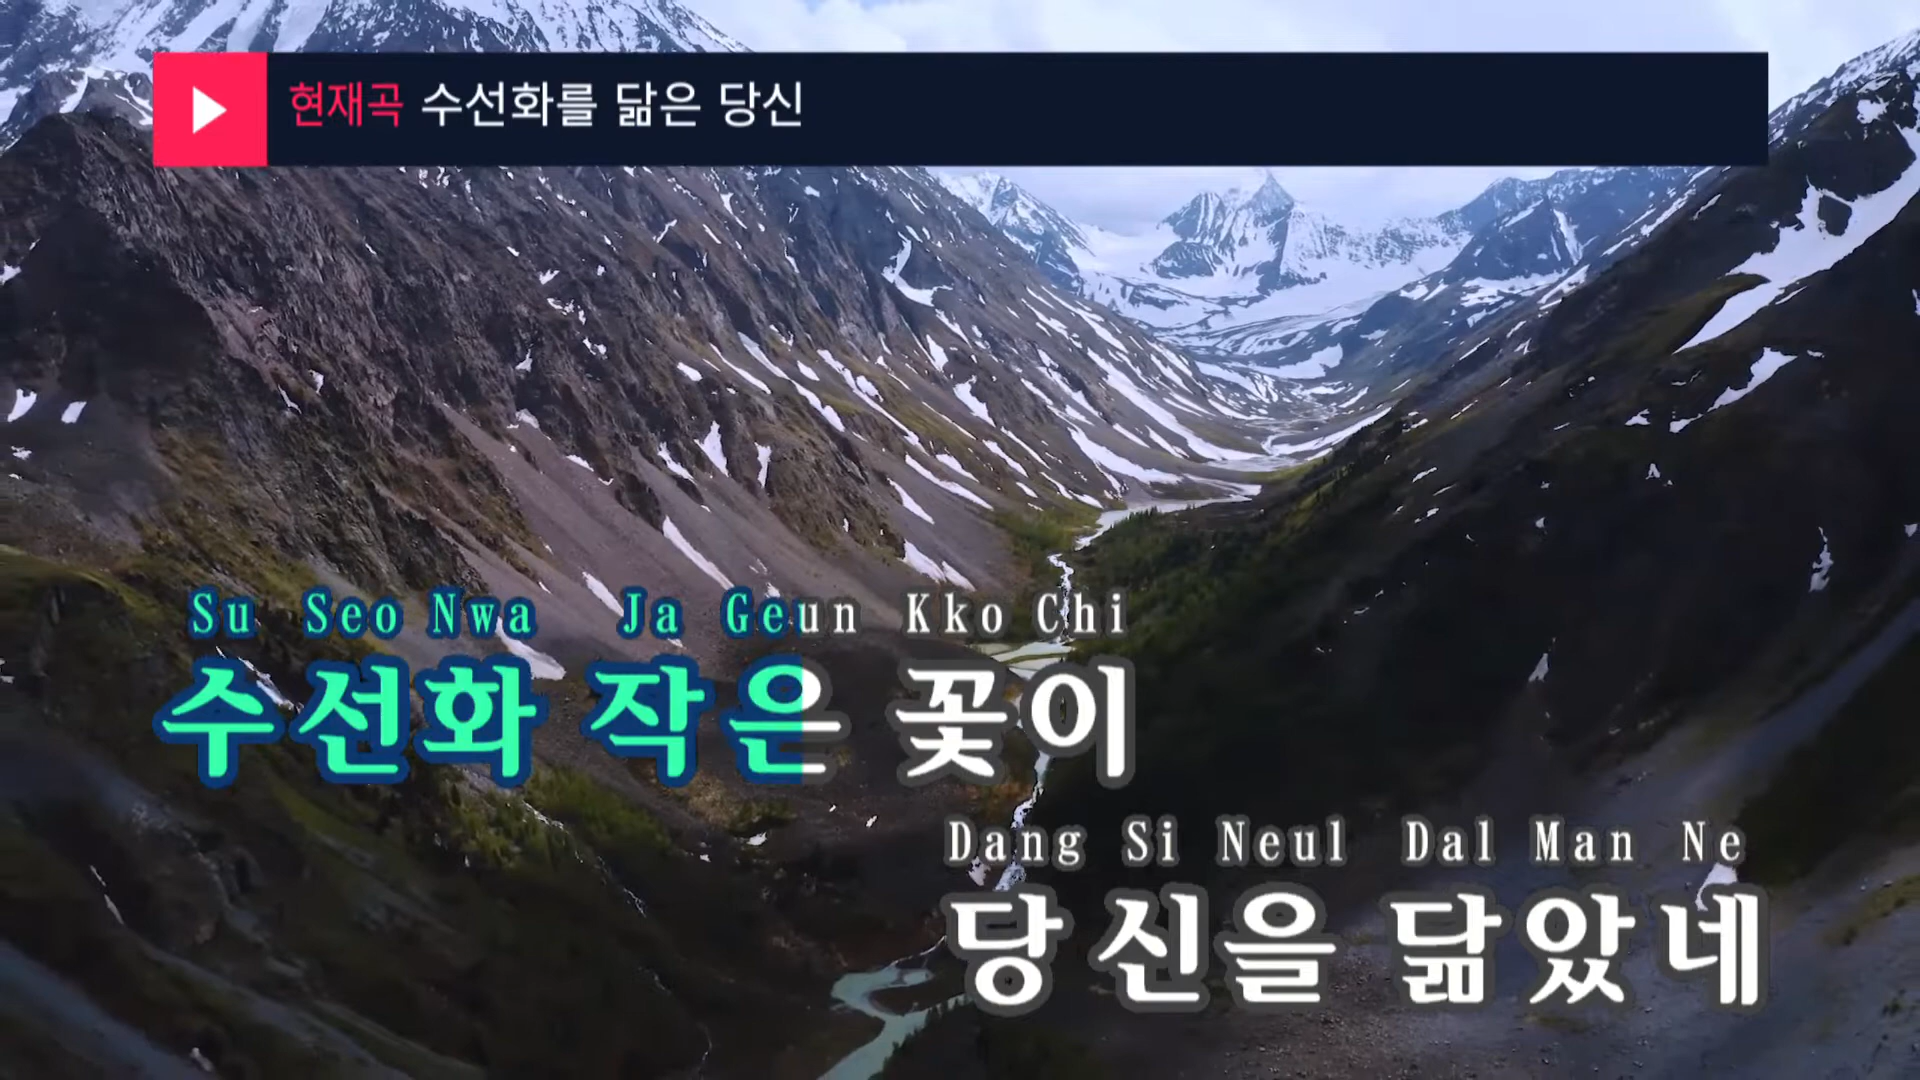 현재곡 수선화를 닮은 당신
Su Seo Nwa Ja Geun Kko Chi
수선화 작은 꽃이
Dang Si Neul Dal Man Ne
당신을 닮았네